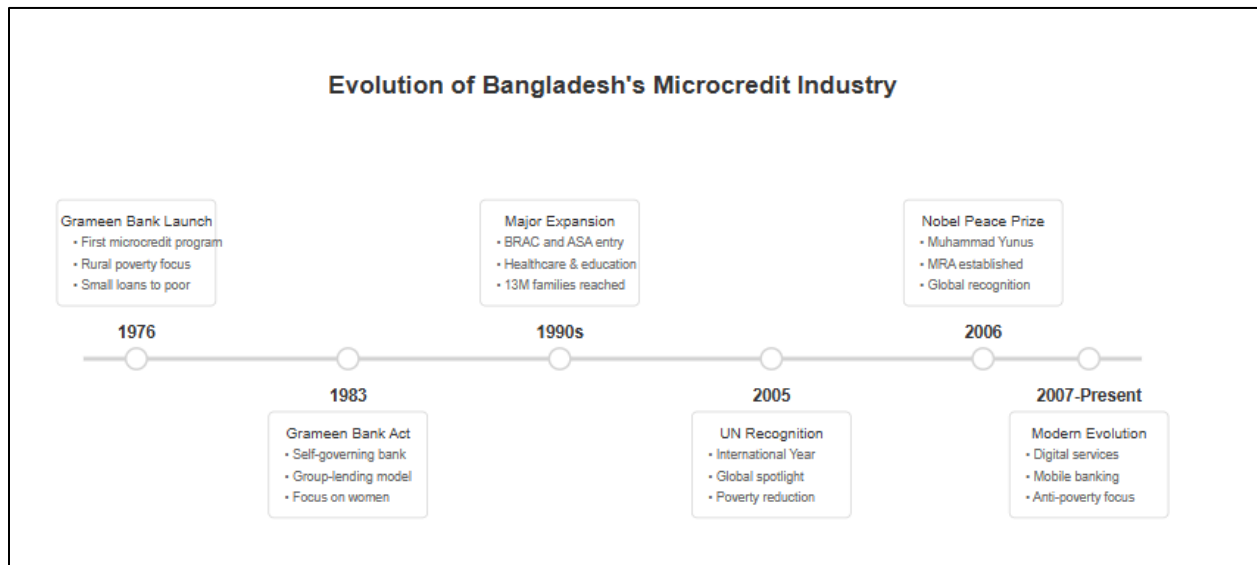 Evolution of Bangladesh's Microcredit Industry
Grameen Bank Launch
• First microcredit program
• Rural poverty focus
• Small loans to poor
1976
1983
Grameen Bank Act
• Self-governing bank
• Group-lending model
• Focus on women
Major Expansion
• BRAC and ASA entry
• Healthcare & education
• 13M families reached
1990s
2005
UN Recognition
• International Year
• Global spotlight
• Poverty reduction
Nobel Peace Prize
• Muhammad Yunus
• MRA established
• Global recognition
2006
2007-Present
Modern Evolution
• Digital services
• Mobile banking
• Anti-poverty focus